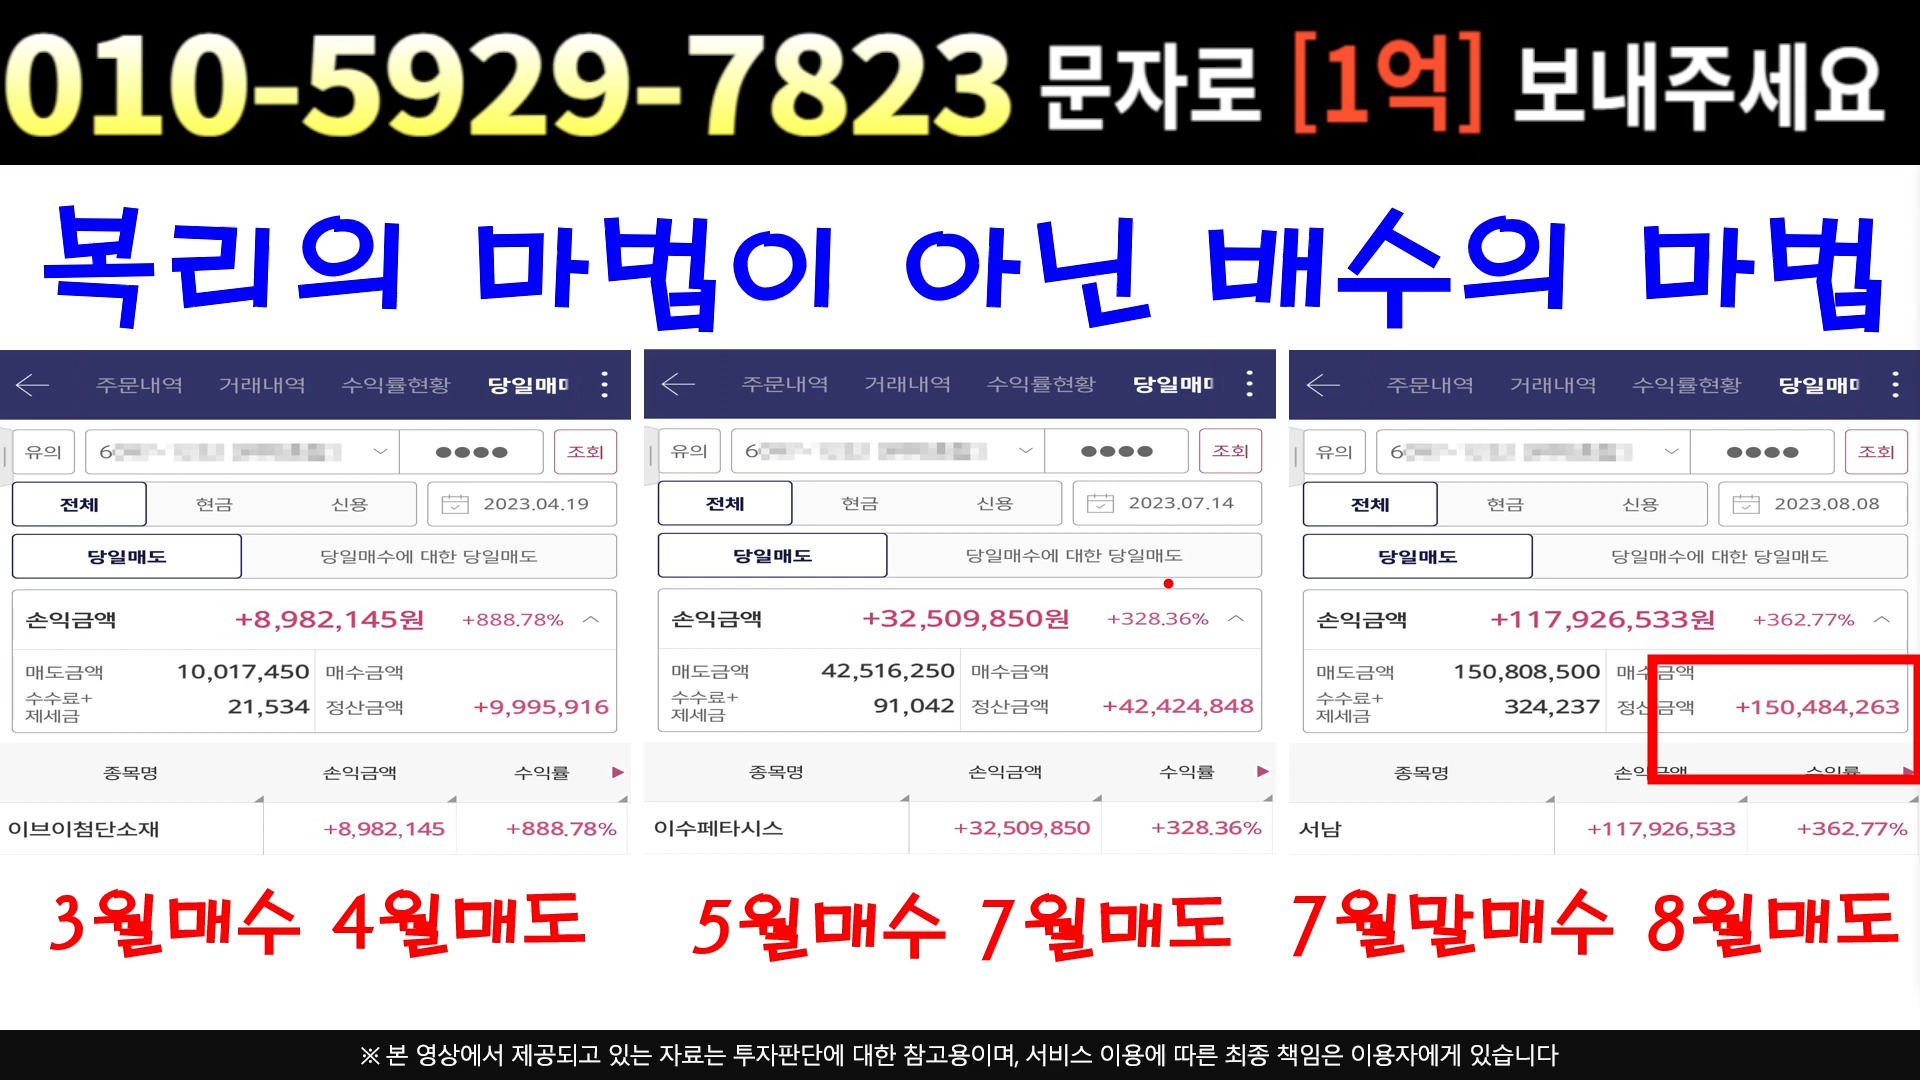 010-5929-7823 문자로 [1억] 보내주세요
복리의 마법이 아닌 배수의 마법
주문내역 거래내역 수익률현황 당일매
유의 6 ●●●● 조회
전체 현금 신용 2023.04.19
당일매도 당일매수에 대한 당일매도
손익금액 +8,982,145원 +888.78%
매도금액 10,017,450 매수금액
수수료+
제세금 21,534 정산금액 +9,995,916
종목명 손익금액 수익률
이브이첨단소재 +8,982,145 +888.78%
3월매수 4월매도
주문내역 거래내역 수익률현황 당일매
유의 6 ●●●● 조회
전체 현금 신용 2023.07.14
당일매도 당일매수에 대한 당일매도
손익금액 +32,509,850원 +328.36%
매도금액 42,516,250 매수금액
수수료+
제세금 91,042 정산금액 +42,424,848
종목명 손익금액 수익률
이수페타시스 +32,509,850 +328.36%
5월매수 7월매도
주문내역 거래내역 수익률현황 당일매
유의 6 ●●●● 조회
전체 현금 신용 2023.08.08
당일매도 당일매수에 대한 당일매도
손익금액 +117,926,533원 +362.77%
매도금액 150,808,500 매수금액
수수료+
제세금 324,237 정산금액 +150,484,263
종목명 손익금액 수익률
서남 +117,926,533 +362.77%
7월말매수 8월매도
※ 본 영상에서 제공되고 있는 자료는 투자판단에 대한 참고용이며, 서비스 이용에 따른 최종 책임은 이용자에게 있습니다